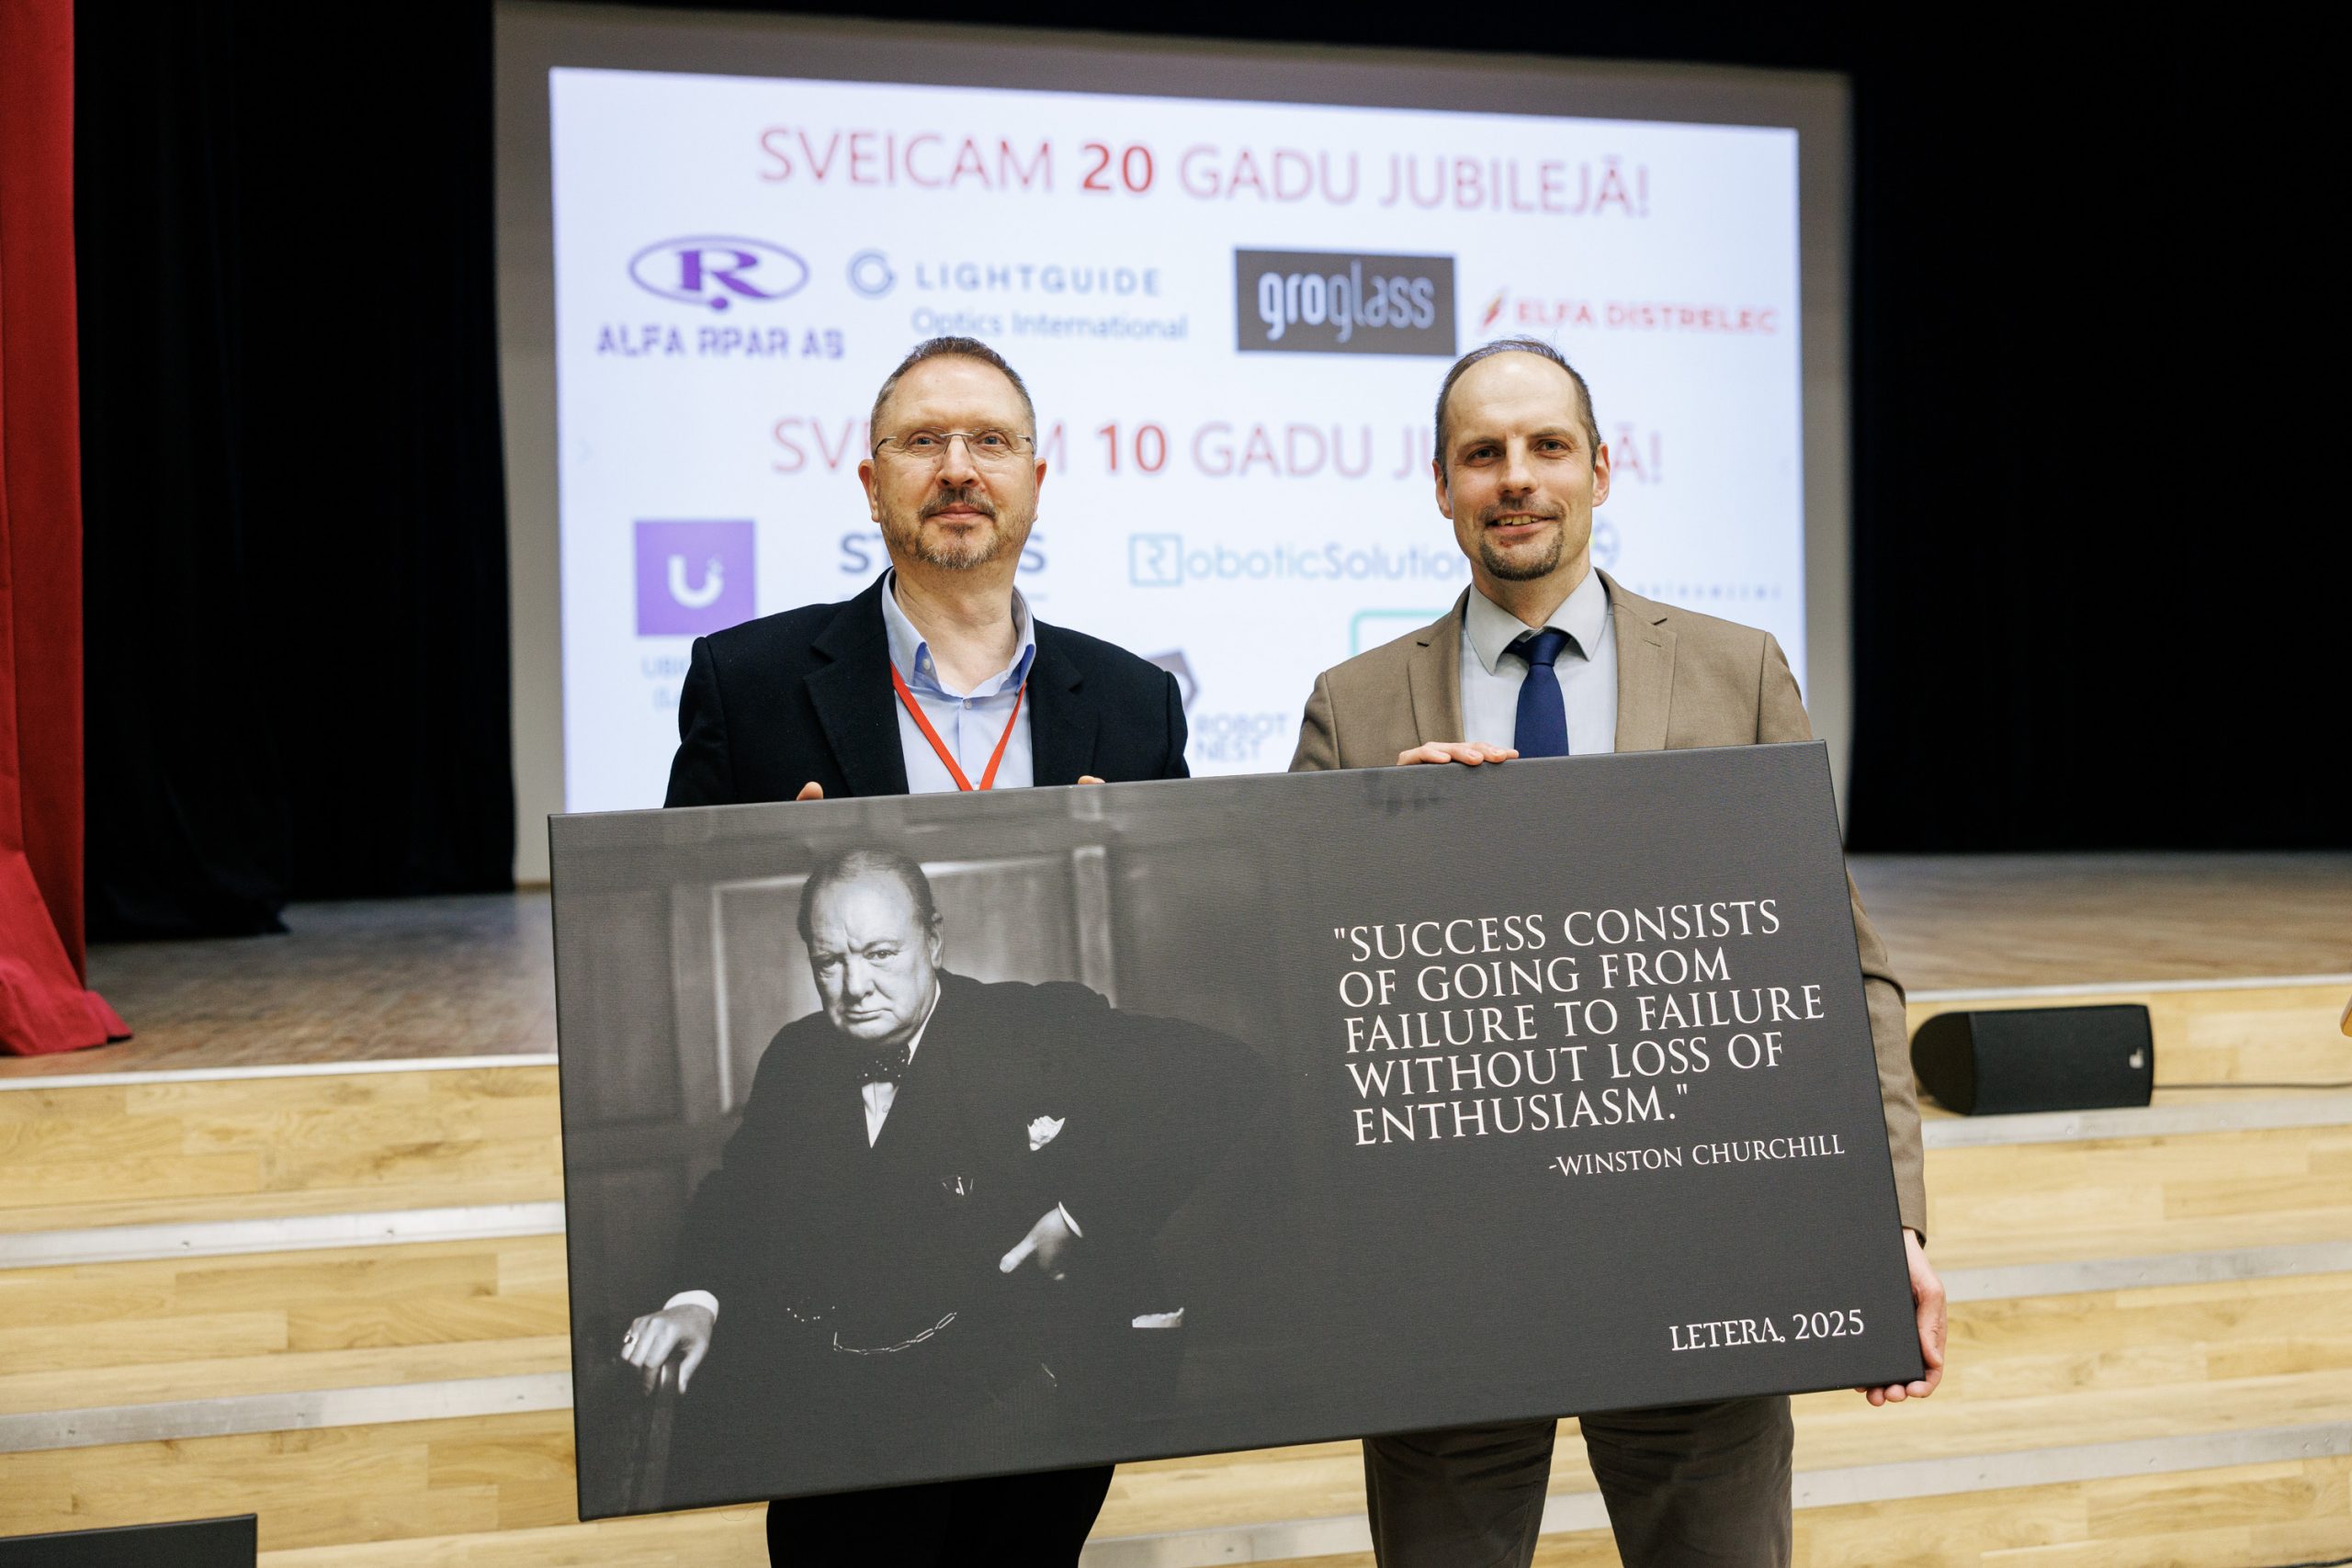 SVEICAM 20 GADU JUBILEJĀ!
R
ALFA RPAR AS
LIGHTGUIDE
Optics International
groglass
ELFA DISTRELEC
10 GADU
U
RoboticSolution
ROBOT
NEST
"SUCCESS CONSISTS
OF GOING FROM
FAILURE TO FAILURE
WITHOUT LOSS OF
ENTHUSIASM."
-WINSTON CHURCHILL
LETERA, 2025